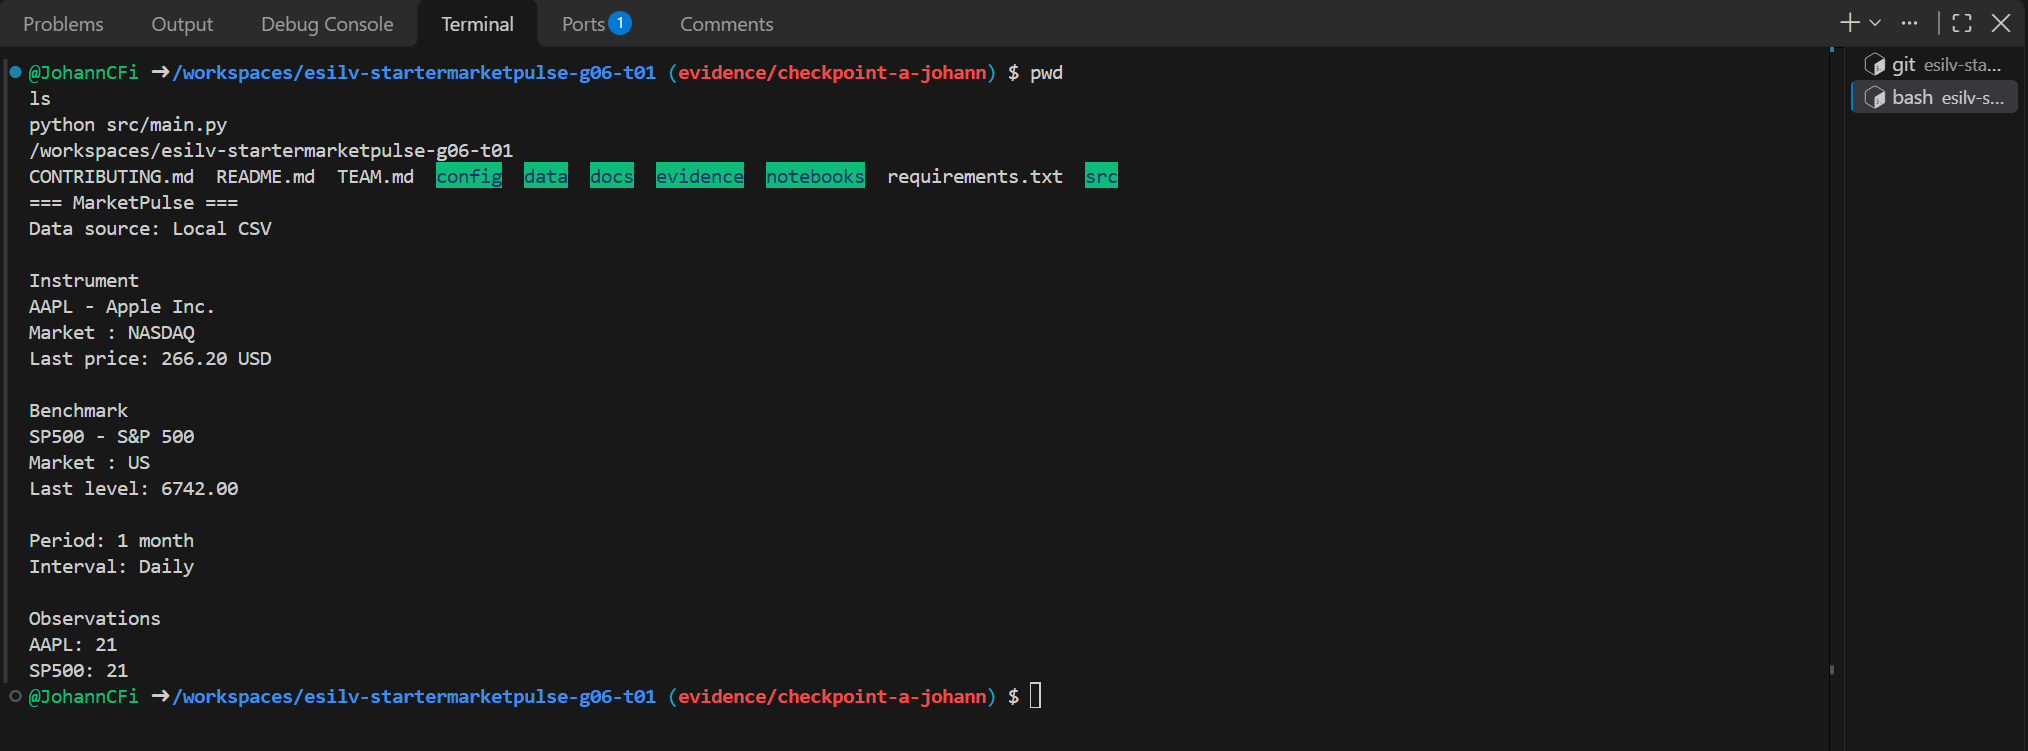 Problems Output Debug Console Terminal Ports 1 Comments
@JohannCFi ➜/workspaces/esilv-startermarketpulse-g06-t01 (evidence/checkpoint-a-johann) $ pwd
ls
python src/main.py
/workspaces/esilv-startermarketpulse-g06-t01
CONTRIBUTING.md README.md TEAM.md config data docs evidence notebooks requirements.txt src
=== MarketPulse ===
Data source: Local CSV
Instrument
AAPL - Apple Inc.
Market : NASDAQ
Last price: 266.20 USD
Benchmark
SP500 - S&P 500
Market : US
Last level: 6742.00
Period: 1 month
Interval: Daily
Observations
AAPL: 21
SP500: 21
@JohannCFi ➜/workspaces/esilv-startermarketpulse-g06-t01 (evidence/checkpoint-a-johann) $
git esilv-sta...
bash esilv-s...